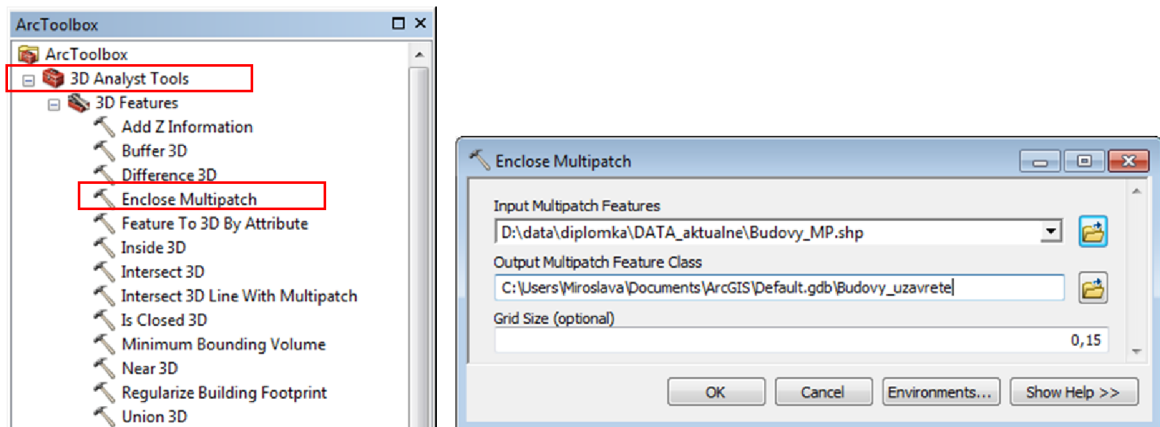 ArcToolbox
ArcToolbox
3D Analyst Tools
3D Features
Add Z Information
Buffer 3D
Difference 3D
Enclose Multipatch
Feature To 3D By Attribute
Inside 3D
Intersect 3D
Intersect 3D Line With Multipatch
Is Closed 3D
Minimum Bounding Volume
Near 3D
Regularize Building Footprint
Union 3D
Enclose Multipatch
Input Multipatch Features
D:\data\diplomka\DATA_aktualne\Budovy_MP.shp
Output Multipatch Feature Class
C:\Users\Miroslava\Documents\ArcGIS\Default.gdb\Budovy_uzavrete
Grid Size (optional)
0,15
OK Cancel Environments... Show Help >>